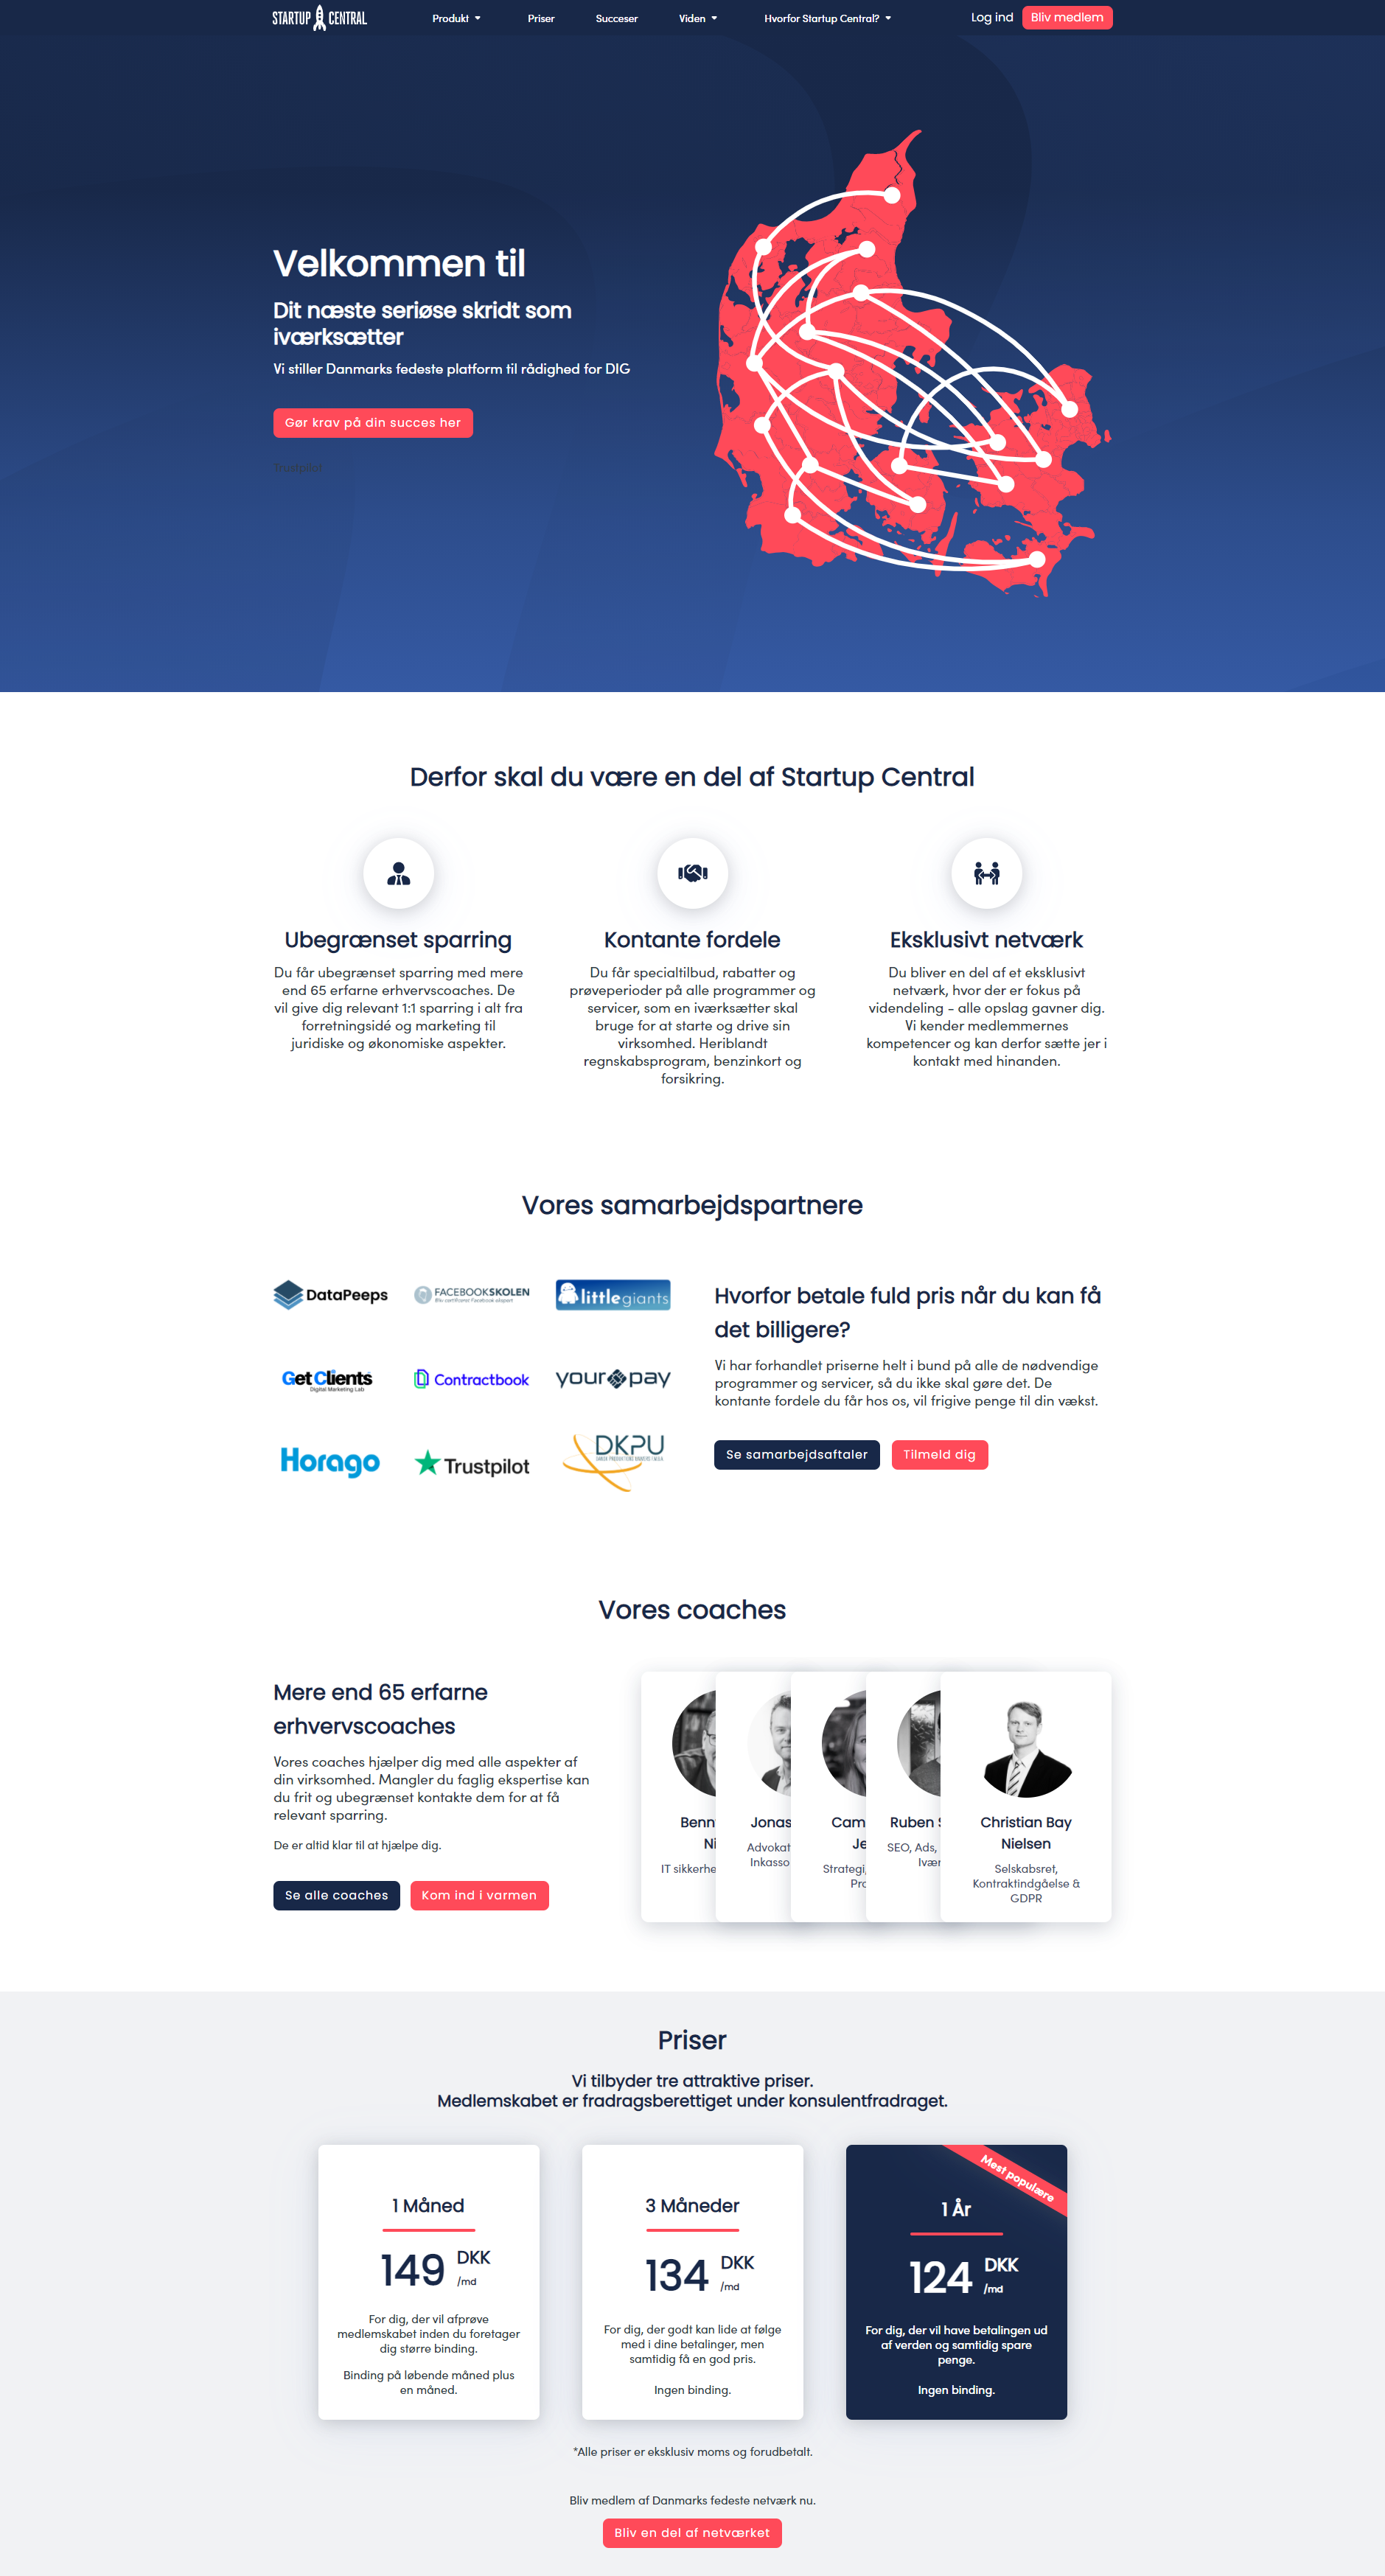 STARTUP CENTRAL
Produkt
Priser
Succeser
Viden
Hvorfor Startup Central?
Log ind
Bliv medlem
Velkommen til
Dit næste seriøse skridt som
iværksætter
Vi stiller Danmarks fedeste platform til rådighed for DIG
Gør krav på din succes her
Trustpilot
Derfor skal du være en del af Startup Central
Ubegrænset sparring
Du får ubegrænset sparring med mere
end 65 erfarne erhvervscoaches. De
vil give dig relevant 1:1 sparring i alt fra
forretningsidé og marketing til
juridiske og økonomiske aspekter.
Kontante fordele
Du får specialtilbud, rabatter og
prøveperioder på alle programmer og
servicer, som en iværksætter skal
bruge for at starte og drive sin
virksomhed. Heriblandt
regnskabsprogram, benzinkort og
forsikring.
Eksklusivt netværk
Du bliver en del af et eksklusivt
netværk, hvor der er fokus på
videndeling - alle opslag gavner dig.
Vi kender medlemmernes
kompetencer og kan derfor sætte jer i
kontakt med hinanden.
Vores samarbejdspartnere
DataPeeps
FACEBOOKSKOLEN
littlegiants
Get Clients
Digital Marketing Lab
Contractbook
yourpay
Horago
Trustpilot
DKPU
Hvorfor betale fuld pris når du kan få
det billigere?
Vi har forhandlet priserne helt i bund på alle de nødvendige
programmer og servicer, så du ikke skal gøre det. De
kontante fordele du får hos os, vil frigive penge til din vækst.
Se samarbejdsaftaler
Tilmeld dig
Vores coaches
Mere end 65 erfarne
erhvervscoaches
Vores coaches hjælper dig med alle aspekter af
din virksomhed. Mangler du faglig ekspertise kan
du frit og ubegrænset kontakte dem for at få
relevant sparring.
De er altid klar til at hjælpe dig.
Se alle coaches
Kom ind i varmen
Benn
Ni
IT sikkerhe
Jonas
Advokat
Inkasso
Cam
Je
Strategi,
Pro
Ruben S
SEO, Ads,
Ivær
Christian Bay
Nielsen
Selskabsret,
Kontraktindgåelse &
GDPR
Priser
Vi tilbyder tre attraktive priser.
Medlemskabet er fradragsberettiget under konsulentfradraget.
1 Måned
149 DKK
/md
For dig, der vil afprøve
medlemskabet inden du foretager
dig større binding.
Binding på løbende måned plus
en måned.
3 Måneder
134 DKK
/md
For dig, der godt kan lide at følge
med i dine betalinger, men
samtidig få en god pris.
Ingen binding.
Mest populære
1 År
124 DKK
/md
For dig, der vil have betalingen ud
af verden og samtidig spare
penge.
Ingen binding.
*Alle priser er eksklusiv moms og forudbetalt.
Bliv medlem af Danmarks fedeste netværk nu.
Bliv en del af netværket